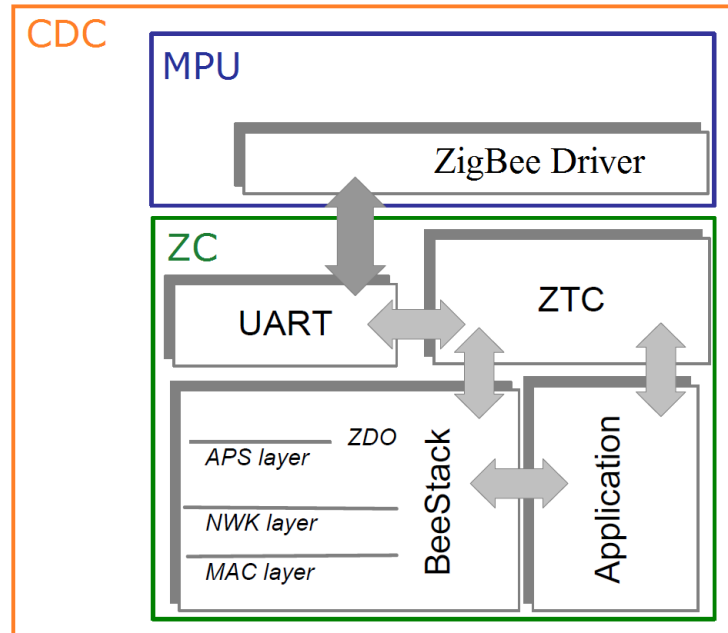 CDC
MPU
ZigBee Driver
ZC
UART
ZTC
ZDO
APS layer
NWK layer
MAC layer
BeeStack
Application